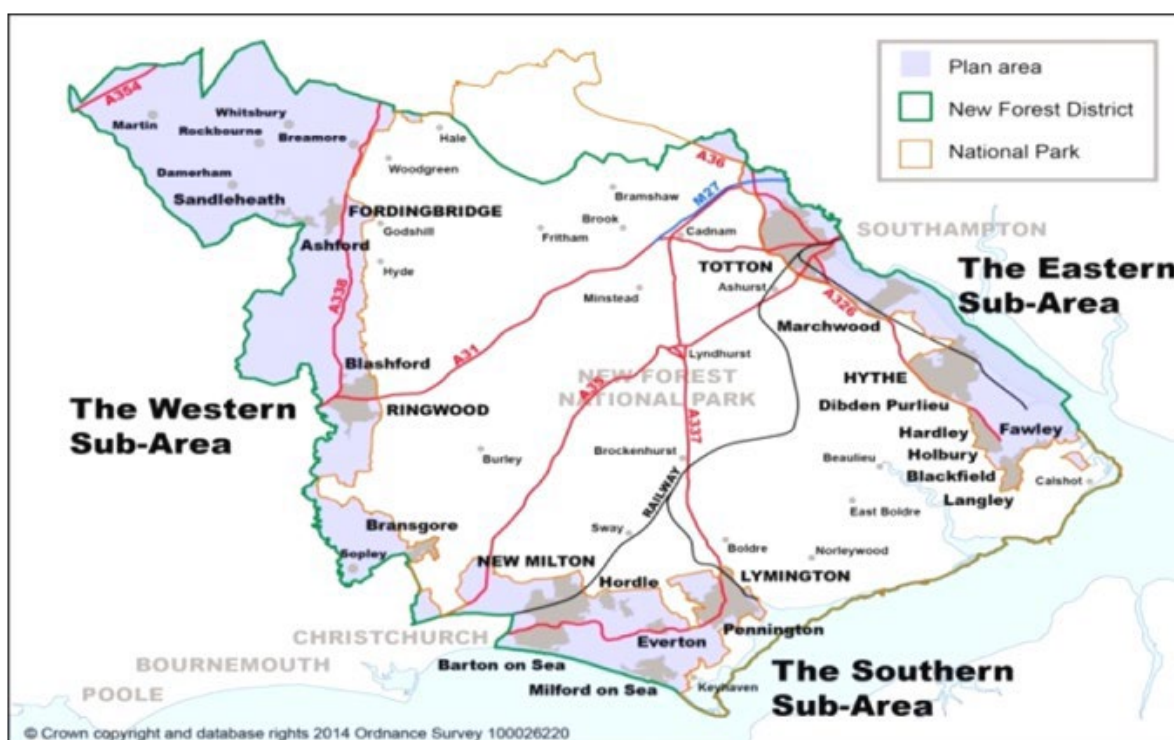 Plan area
New Forest District
National Park
A354
Martin
Whitsbury
Rockbourne
Breamore
Damerham
Sandleheath
Hale
Woodgreen
FORDINGBRIDGE
Godshill
Ashford
Hyde
A338
Fritham
Brook
Bramshaw
M27
A36
Cadnam
SOUTHAMPTON
TOTTON
Minstead
Ashurst
The Eastern
Sub-Area
A326
Marchwood
A31
Blashford
RINGWOOD
The Western
Sub-Area
A35
Lyndhurst
NEW FOREST
NATIONAL PARK
A337
HYTHE
Dibden Purlieu
Hardley
Fawley
Holbury
Blackfield
Langley
Calshot
Burley
Brockenhurst
Beaulieu
RAILWAY
East Boldre
Bransgore
Sopley
Sway
Boldre
Norleywood
NEW MILTON
Hordle
LYMINGTON
CHRISTCHURCH
BOURNEMOUTH
POOLE
Everton
Pennington
Barton on Sea
Milford on Sea
Keyhaven
The Southern
Sub-Area
© Crown copyright and database rights 2014 Ordnance Survey 100026220